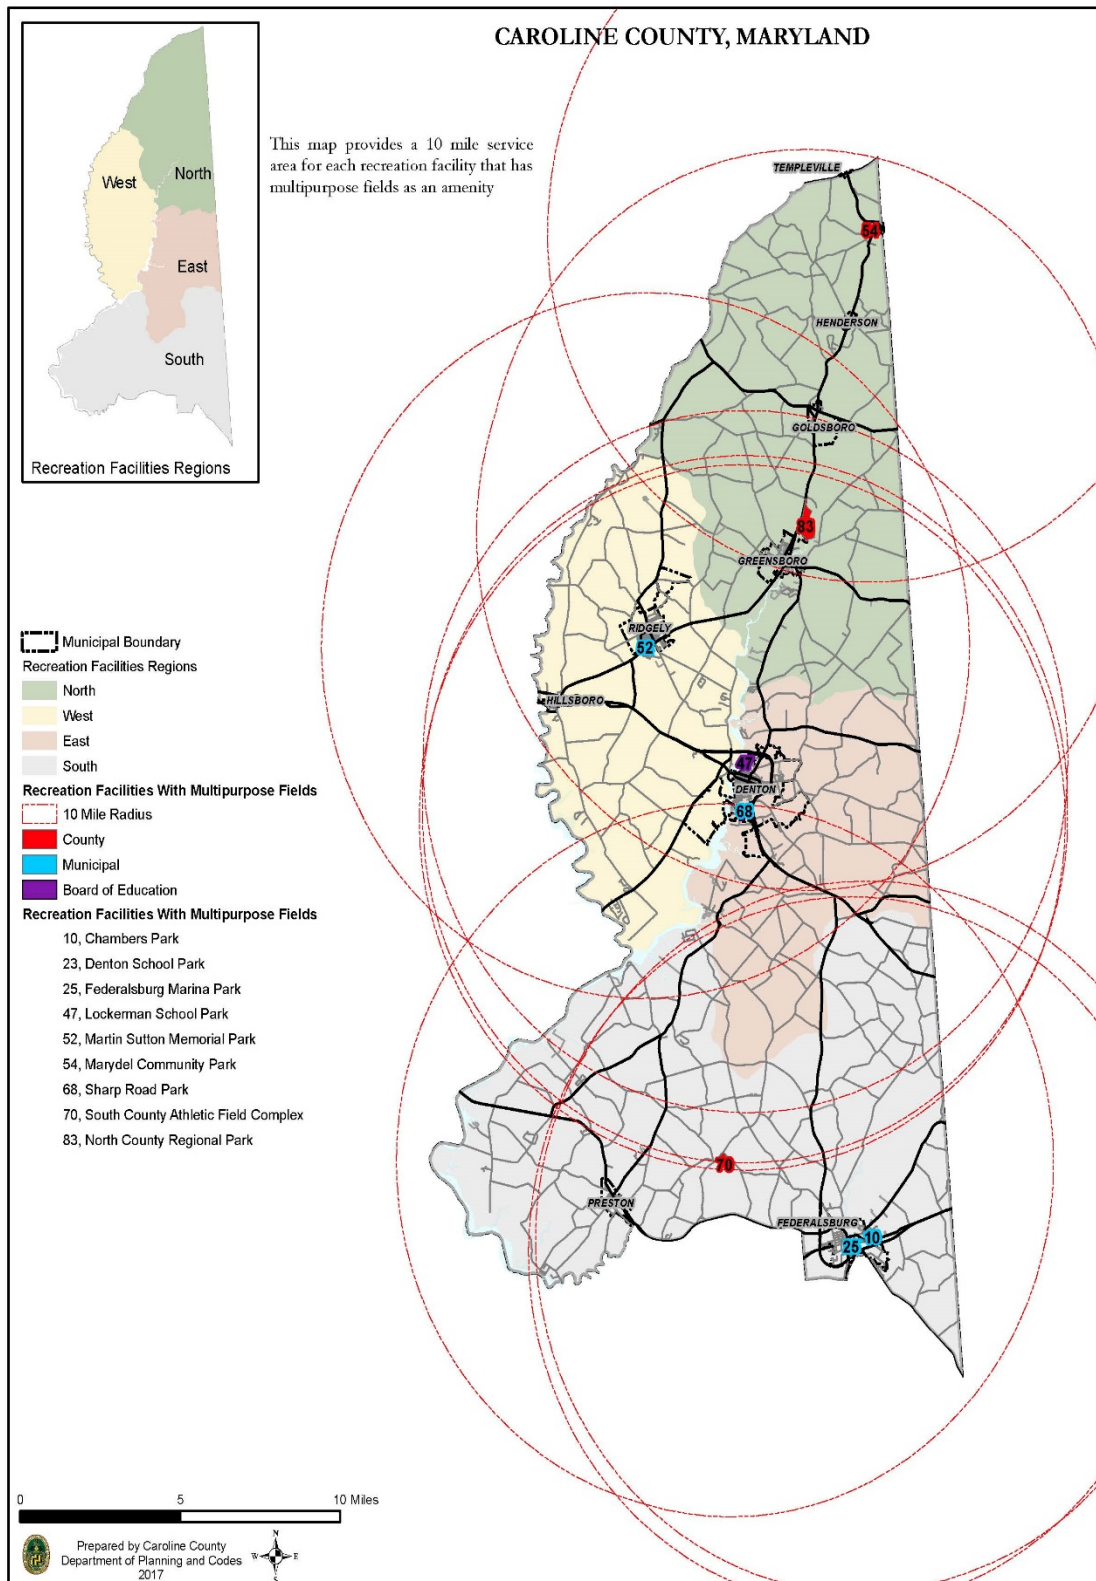 CAROLINE COUNTY, MARYLAND
North
West
East
South
Recreation Facilities Regions
This map provides a 10 mile service
area for each recreation facility that has
multipurpose fields as an amenity
TEMPLEVILLE
54
HENDERSON
GOLDSBORO
83
GREENSBORO
RIDGELY
52
HILLSBORO
47
DENTON
68
70
PRESTON
FEDERALSBURG
10
25
Municipal Boundary
Recreation Facilities Regions
North
West
East
South
Recreation Facilities With Multipurpose Fields
10 Mile Radius
County
Municipal
Board of Education
Recreation Facilities With Multipurpose Fields
10, Chambers Park
23, Denton School Park
25, Federalsburg Marina Park
47, Lockerman School Park
52, Martin Sutton Memorial Park
54, Marydel Community Park
68, Sharp Road Park
70, South County Athletic Field Complex
83, North County Regional Park
0 5 10 Miles
Prepared by Caroline County
Department of Planning and Codes
2017
N
W E
S